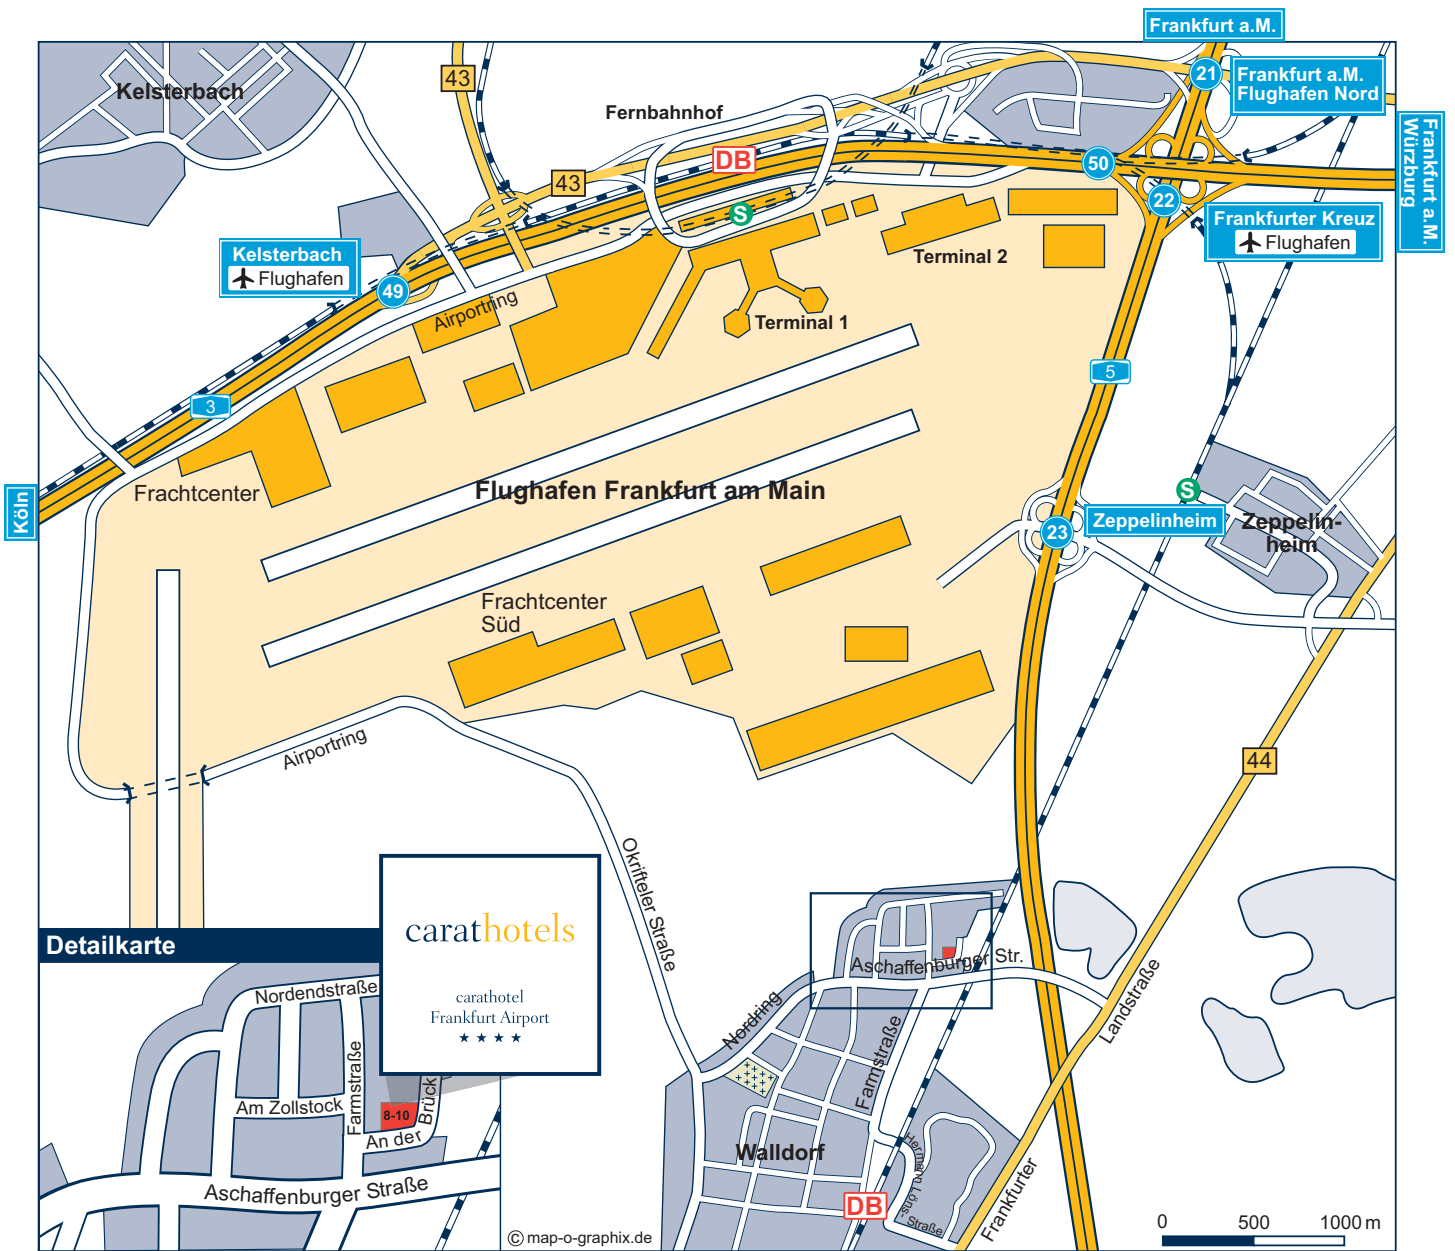 Frankfurt a.M.
21
Frankfurt a.M.
Flughafen Nord
43
Kelsterbach
Fernbahnhof
DB
43
50
22
Frankfurt a.M.
Würzburg
S
Frankfurter Kreuz
Flughafen
Kelsterbach
Flughafen
49
Terminal 2
Airportring
Terminal 1
5
3
Köln
Frachtcenter
Flughafen Frankfurt am Main
S
23
Zeppelinheim
Zeppelin-
heim
Frachtcenter
Süd
Airportring
44
Okrifteler Straße
carathotels
carathotel
Frankfurt Airport
★ ★ ★ ★
Detailkarte
Nordendstraße
Farmstraße
Am Zollstock
8-10
An der
Brück
Aschaffenburger Straße
Aschaffenburger Str.
Nordring
Farmstraße
Landstraße
Frankfurter
Walldorf
Hermann Löns-
Straße
DB
© map-o-graphix.de
0 500 1000 m